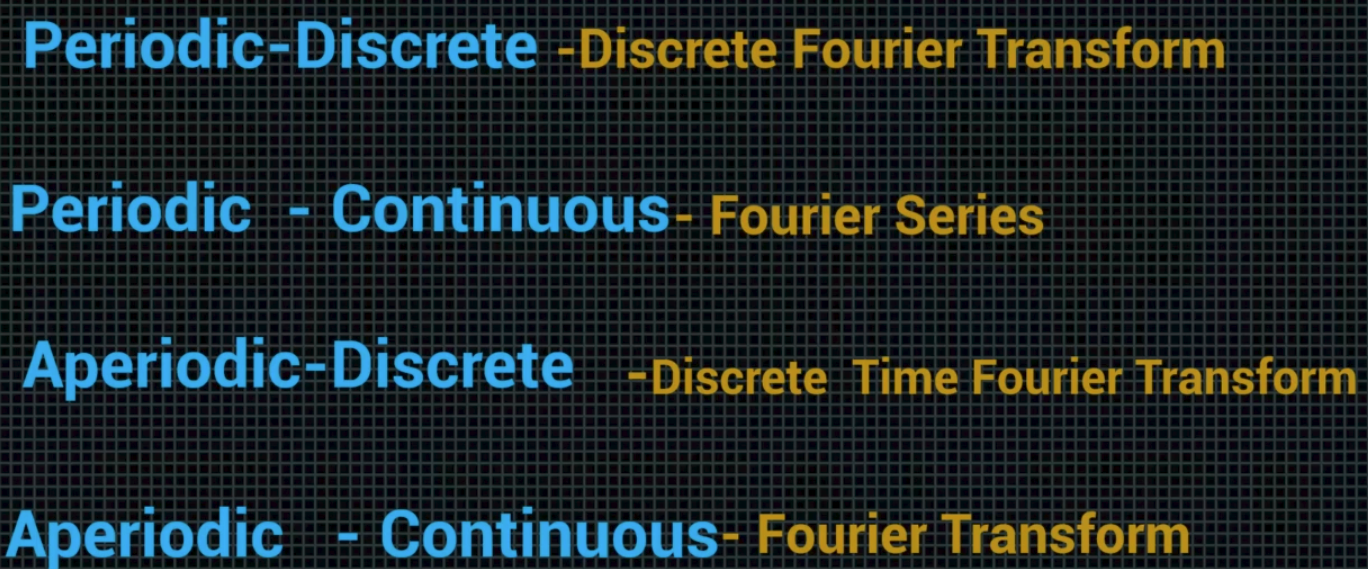 Periodic-Discrete -Discrete Fourier Transform
Periodic - Continuous- Fourier Series
Aperiodic-Discrete -Discrete Time Fourier Transform
Aperiodic - Continuous- Fourier Transform